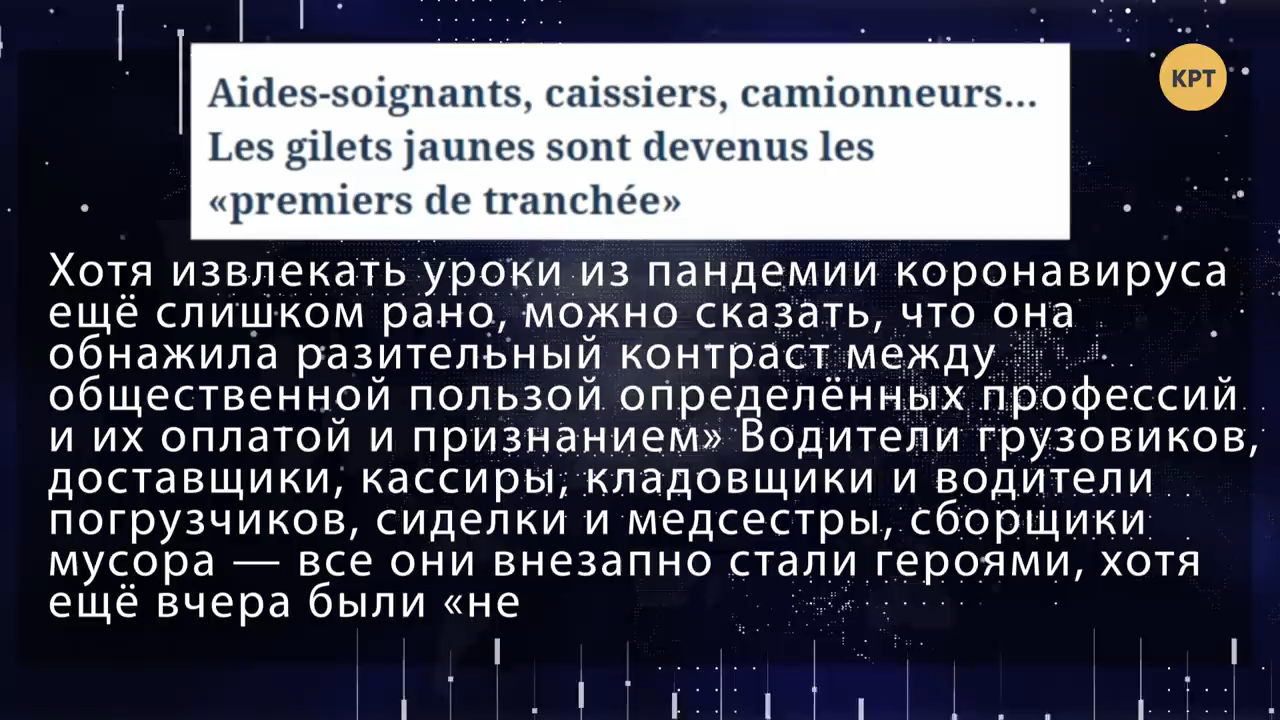 Aides-soignants, caissiers, camionneurs...
Les gilets jaunes sont devenus les
«premiers de tranchée»
КРТ
Хотя извлекать уроки из пандемии коронавируса
ещё слишком рано, можно сказать, что она
обнажила разительный контраст между
общественной пользой определённых профессий
и их оплатой и признанием» Водители грузовиков,
доставщики, кассиры, кладовщики и водители
погрузчиков, сиделки и медсестры, сборщики
мусора — все они внезапно стали героями, хотя
ещё вчера были «не